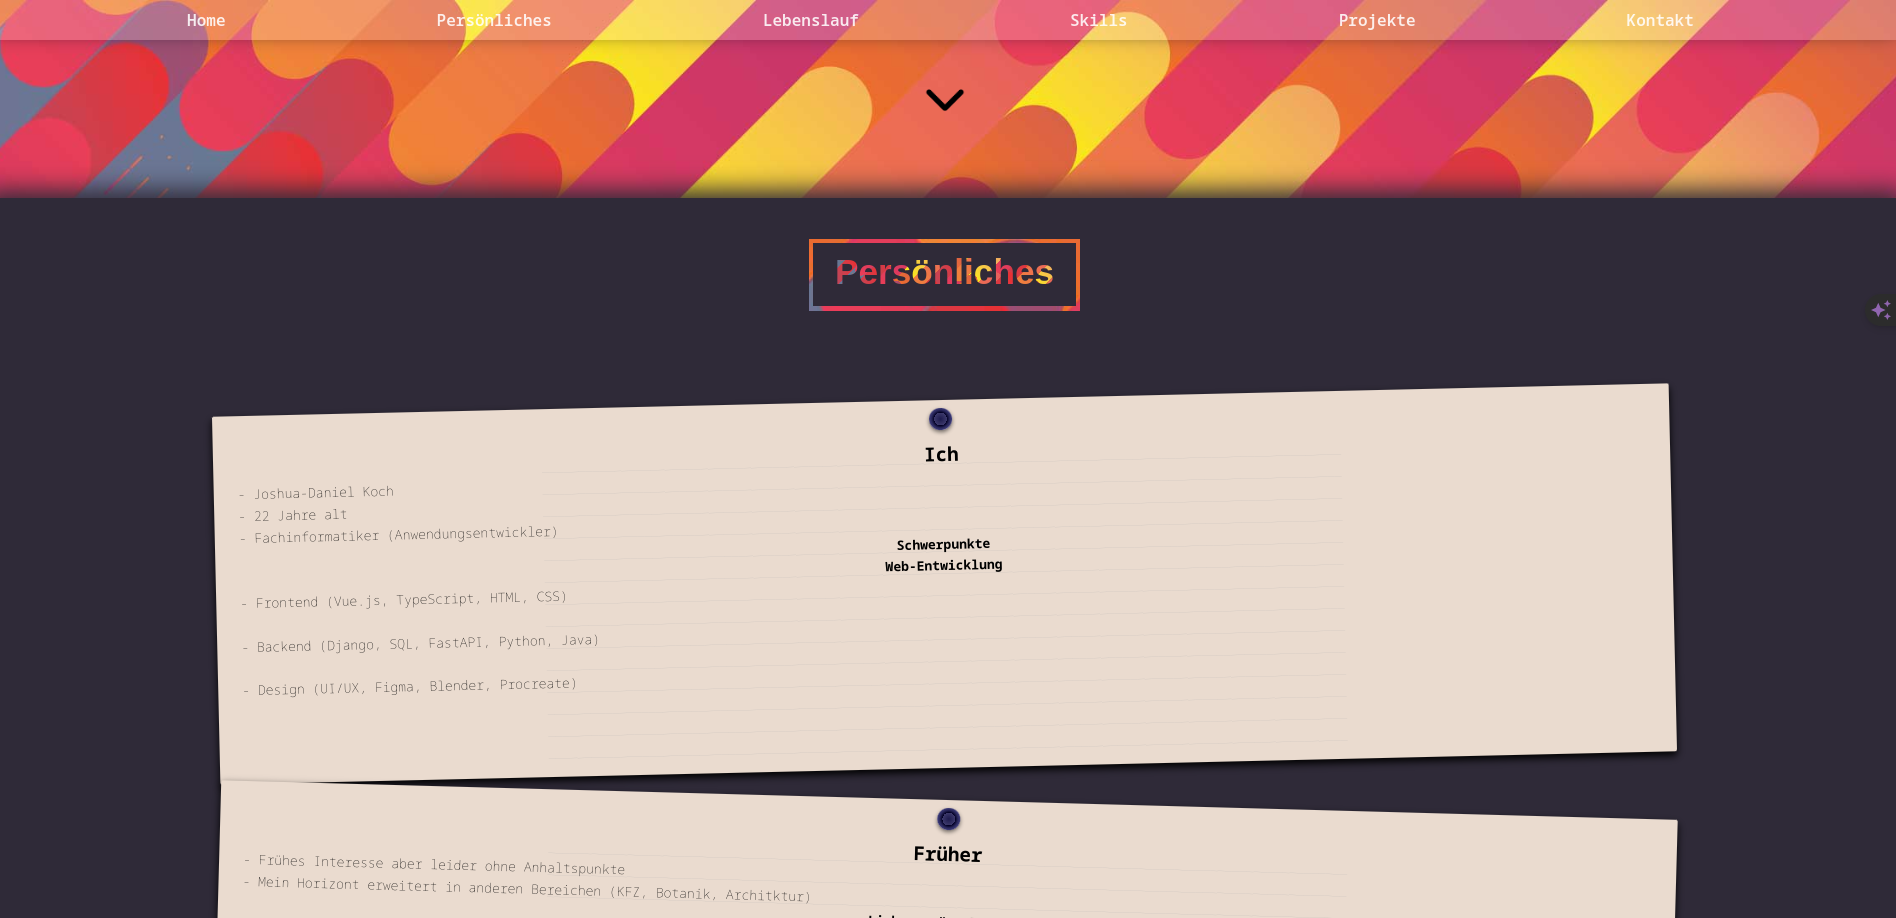 Home Persönliches Lebenslauf Skills Projekte Kontakt
Persönliches
Ich
- Joshua-Daniel Koch
- 22 Jahre alt
- Fachinformatiker (Anwendungsentwickler)
Schwerpunkte
Web-Entwicklung
- Frontend (Vue.js, TypeScript, HTML, CSS)
- Backend (Django, SQL, FastAPI, Python, Java)
- Design (UI/UX, Figma, Blender, Procreate)
Früher
- Frühes Interesse aber leider ohne Anhaltspunkte
- Mein Horizont erweitert in anderen Bereichen (KFZ, Botanik, Architktur)